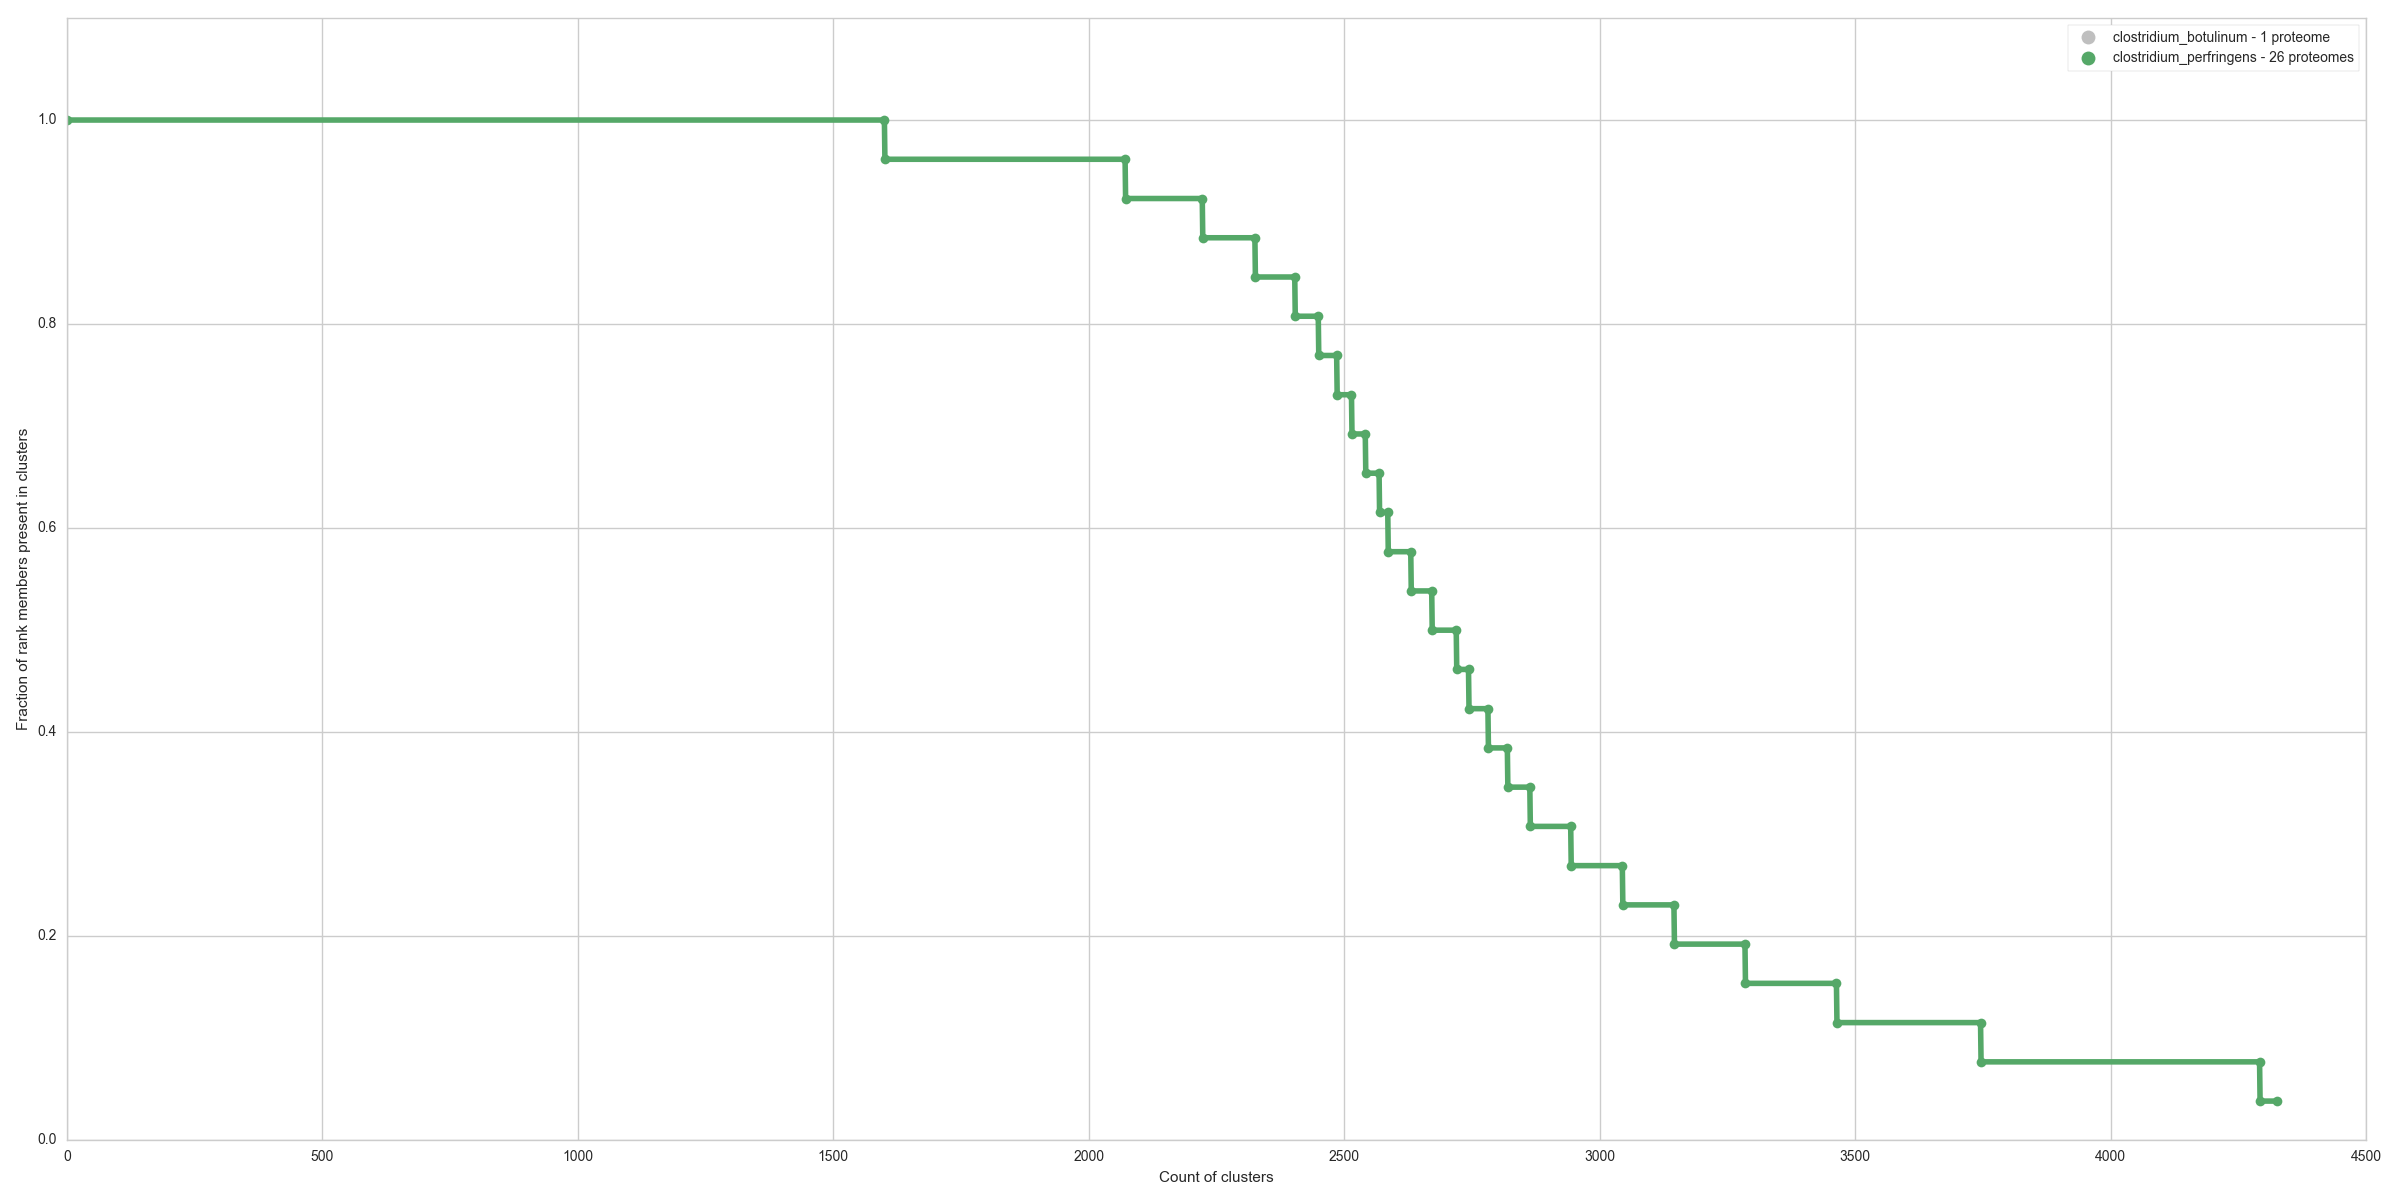 clostridium_botulinum - 1 proteome
clostridium_perfringens - 26 proteomes
1.0
0.8
0.6
0.4
0.2
0.0
Fraction of rank members present in clusters
0 500 1000 1500 2000 2500 3000 3500 4000 4500
Count of clusters